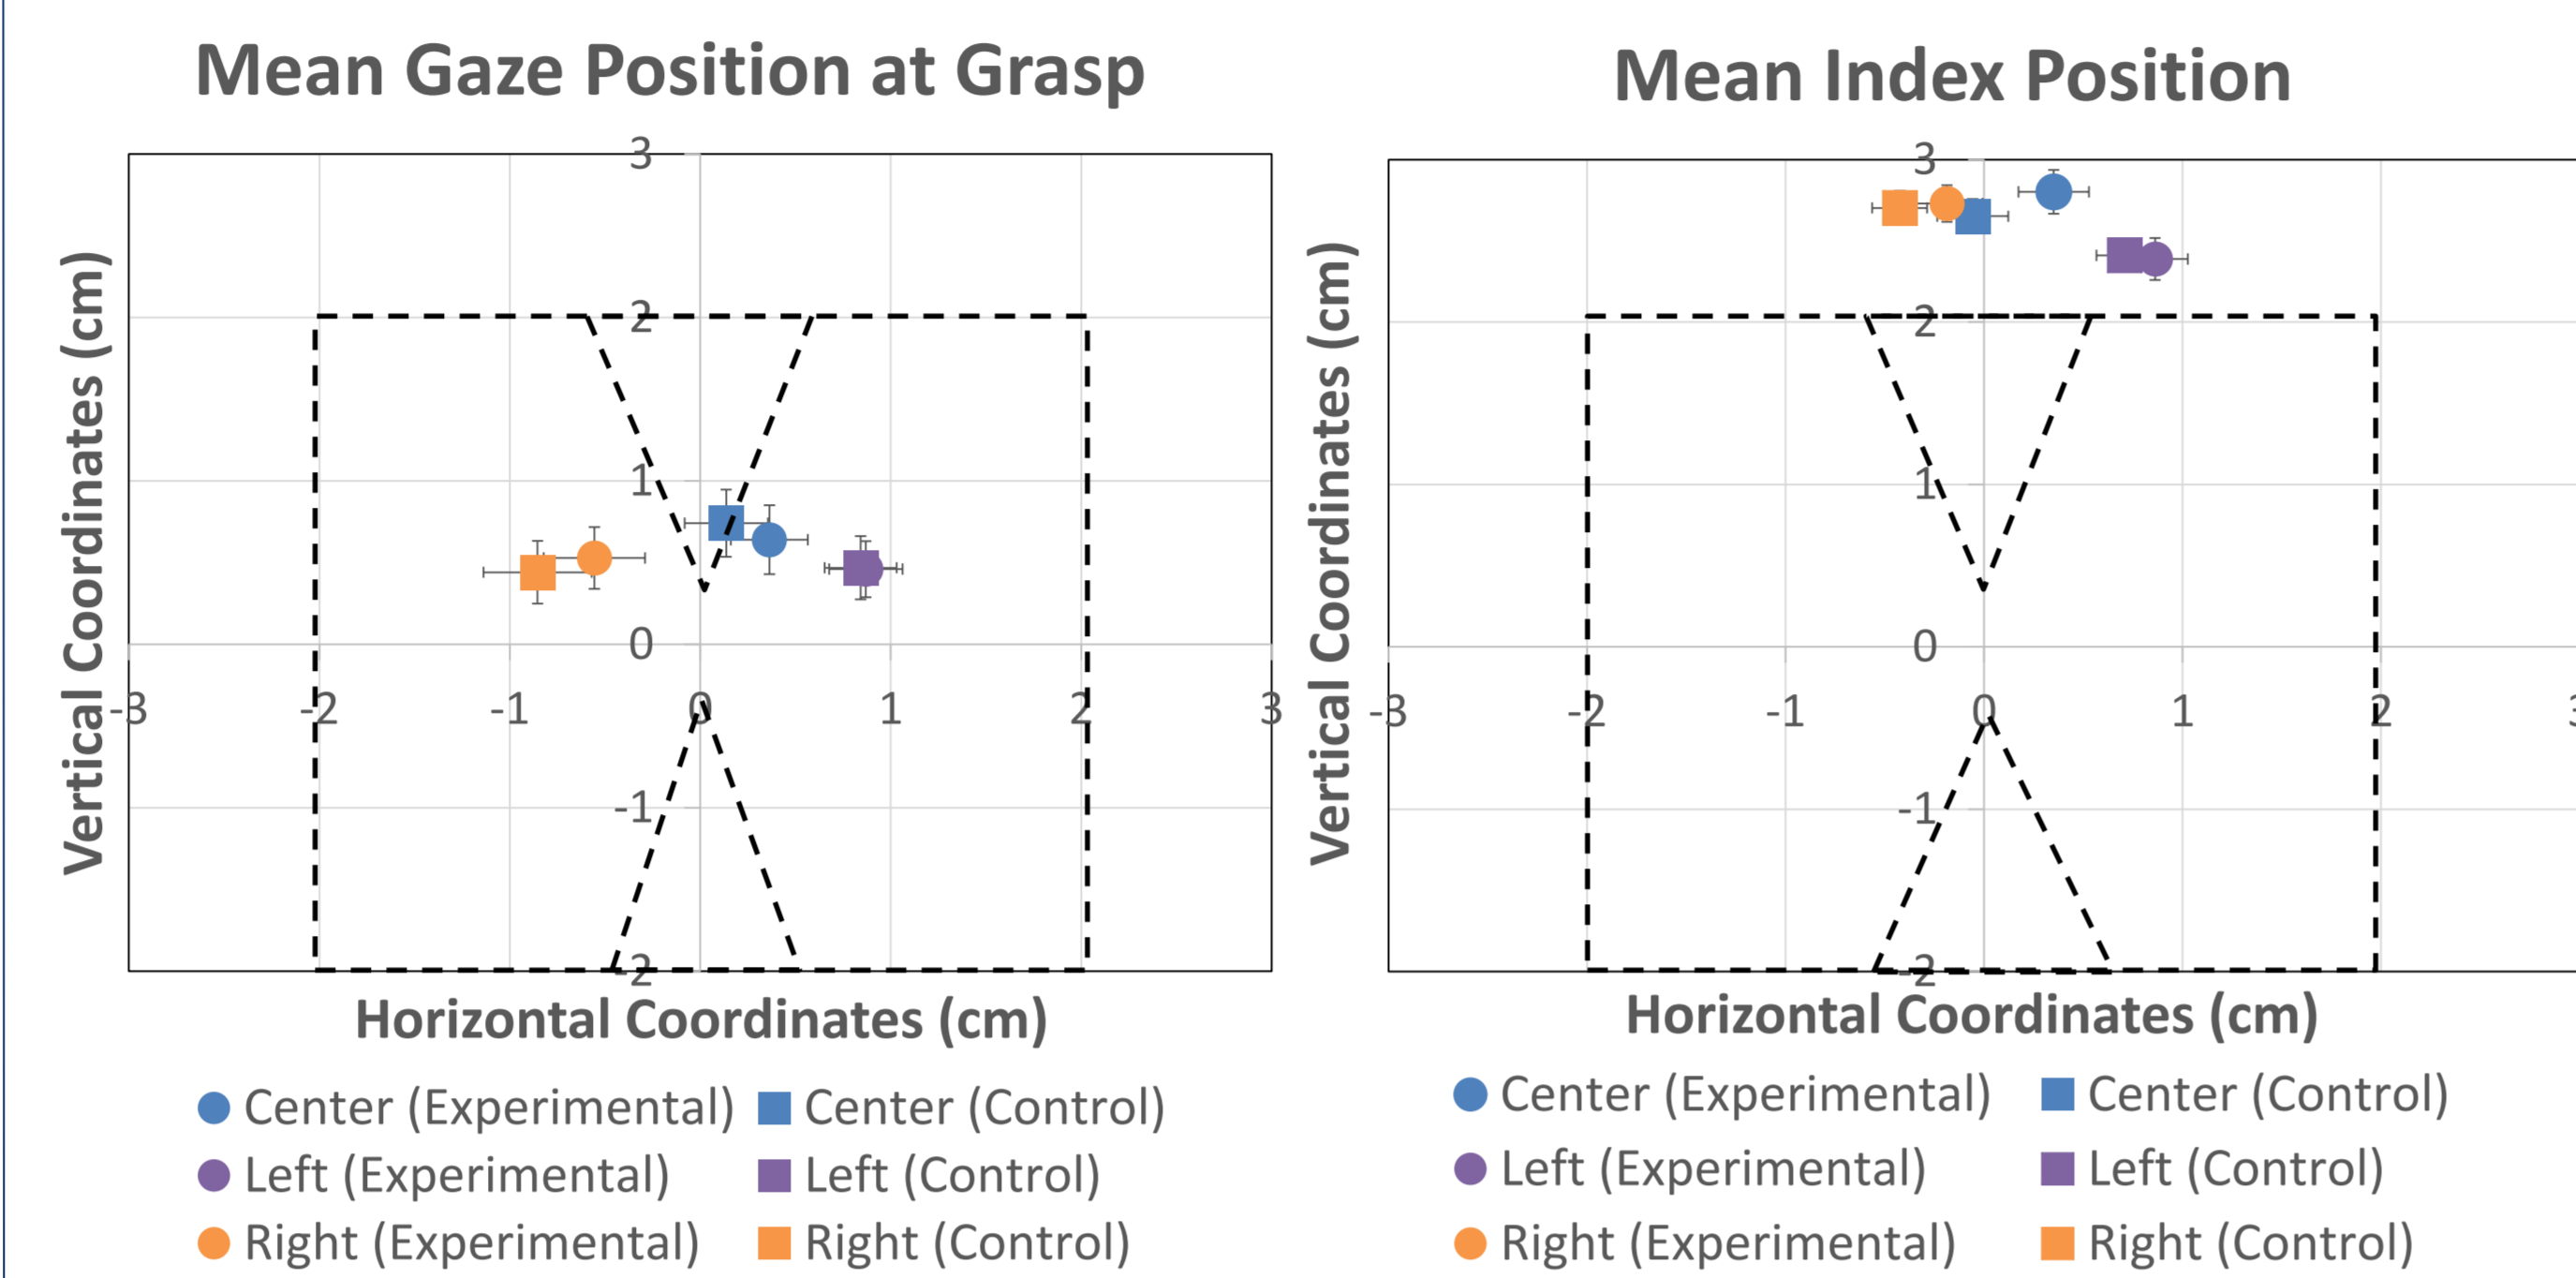 Mean Gaze Position at Grasp
Vertical Coordinates (cm)
3
2
1
0
-1
-2
-3
-2
-1
0
1
2
3
Horizontal Coordinates (cm)
Center (Experimental)
Center (Control)
Left (Experimental)
Left (Control)
Right (Experimental)
Right (Control)
Mean Index Position
Vertical Coordinates (cm)
3
2
1
0
-1
-2
-3
-2
-1
0
1
2
3
Horizontal Coordinates (cm)
Center (Experimental)
Center (Control)
Left (Experimental)
Left (Control)
Right (Experimental)
Right (Control)